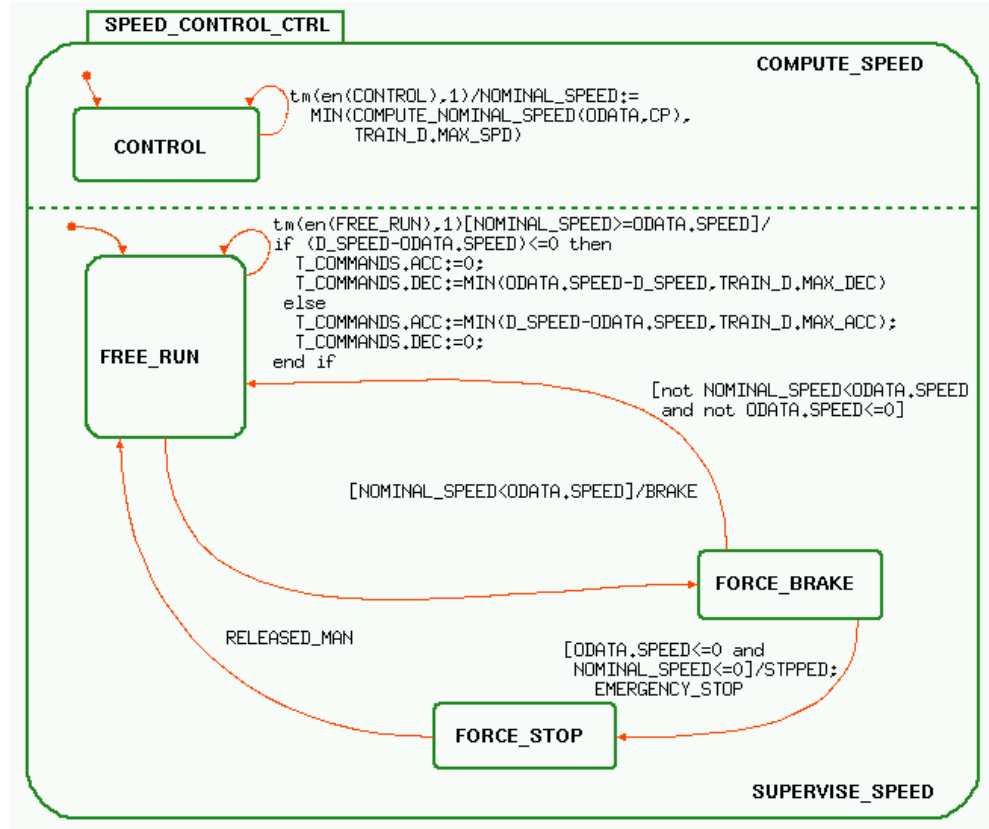 SPEED_CONTROL_CTRL
COMPUTE_SPEED
tm(en(CONTROL),1)/NOMINAL_SPEED:=
MIN(COMPUTE_NOMINAL_SPEED(ODATA,CP),
TRAIN_D.MAX_SPD)
CONTROL
tm(en(FREE_RUN),1)[NOMINAL_SPEED>=ODATA.SPEED]/
if (D_SPEED-ODATA.SPEED)<=0 then
T_COMMANDS.ACC:=0;
T_COMMANDS.DEC:=MIN(ODATA.SPEED-D_SPEED,TRAIN_D.MAX_DEC)
else
T_COMMANDS.ACC:=MIN(D_SPEED-ODATA.SPEED,TRAIN_D.MAX_ACC);
T_COMMANDS.DEC:=0;
end if
FREE_RUN
[not NOMINAL_SPEED<ODATA.SPEED
and not ODATA.SPEED<=0]
[NOMINAL_SPEED<ODATA.SPEED]/BRAKE
FORCE_BRAKE
RELEASED_MAN
[ODATA.SPEED<=0 and
NOMINAL_SPEED<=0]/STPPED;
EMERGENCY_STOP
FORCE_STOP
SUPERVISE_SPEED